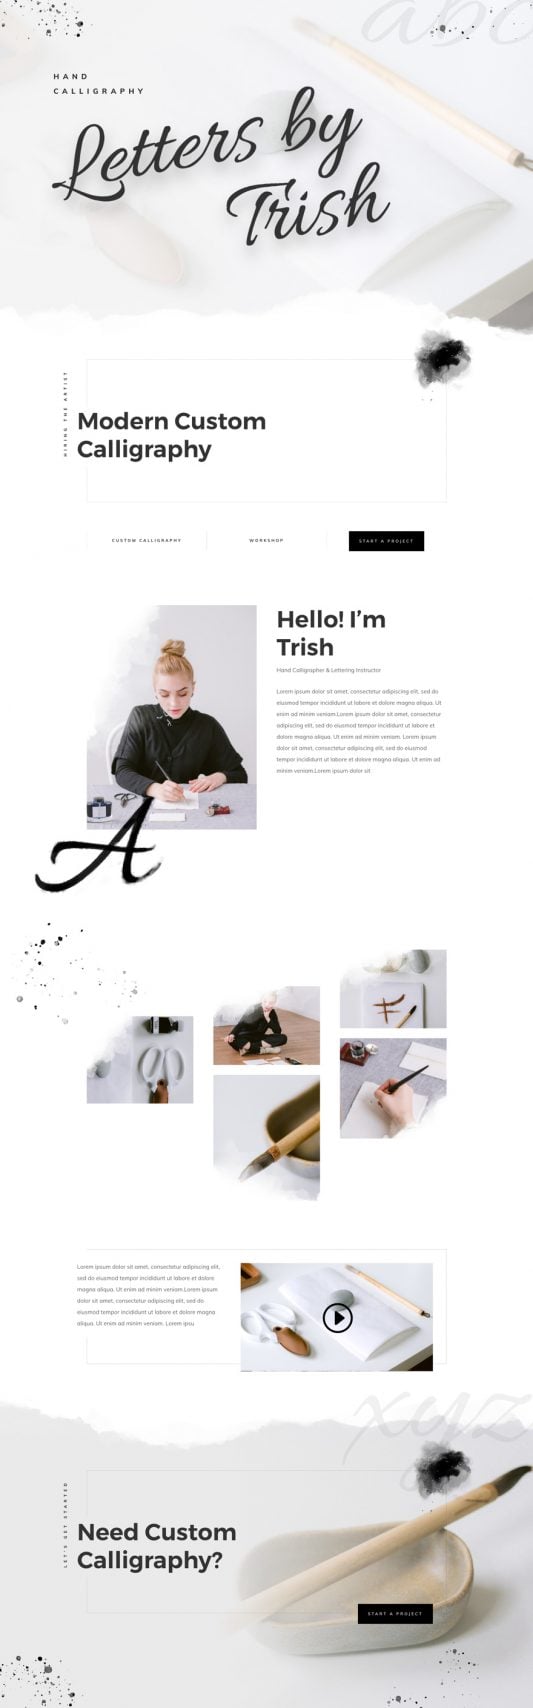 abc
HAND
CALLIGRAPHY
Letters by
Trish
HIRING THE ARTIST
Modern Custom
Calligraphy
CUSTOM CALLIGRAPHY
WORKSHOP
START A PROJECT
Hello! I’m
Trish
Hand Calligrapher & Lettering Instructor
Lorem ipsum dolor sit amet, consectetur adipiscing elit, sed do
eiusmod tempor incididunt ut labore et dolore magna aliqua. Ut
enim ad minim veniam.Lorem ipsum dolor sit amet, consectetur
adipiscing elit, sed do eiusmod tempor incididunt ut labore et
dolore magna aliqua. Ut enim ad minim veniam. Lorem ipsum
dolor sit amet, consectetur adipiscing elit, sed do eiusmod
tempor incididunt ut labore et dolore magna aliqua. Ut enim ad
minim veniam.Lorem ipsum dolor sit
A
Lorem ipsum dolor sit amet, consectetur adipiscing elit,
sed do eiusmod tempor incididunt ut labore et dolore
magna aliqua. Ut enim ad minim veniam.Lorem ipsum
dolor sit amet, consectetur adipiscing elit, sed do
eiusmod tempor incididunt ut labore et dolore magna
aliqua. Ut enim ad minim veniam. Lorem ipsu
xyz
LET'S GET STARTED
Need Custom
Calligraphy?
START A PROJECT